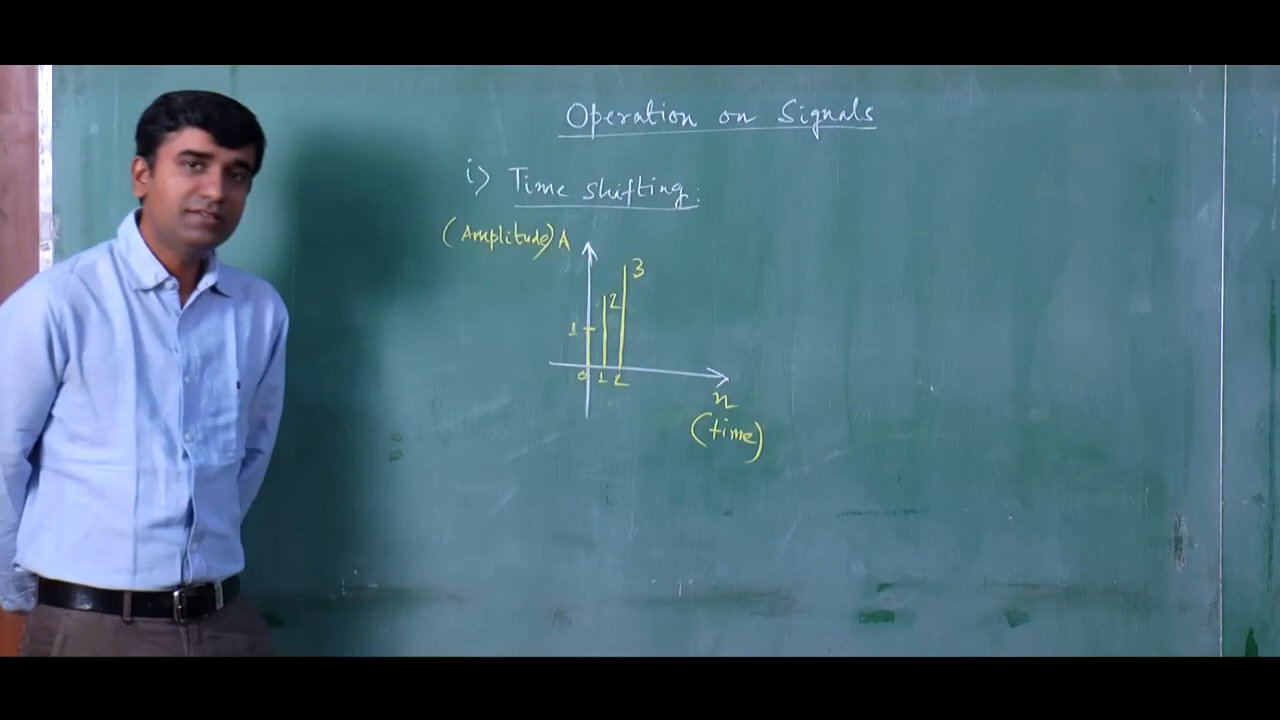 Operation on Signals
i) Time shifting:
(Amplitude) A
3
2
1
0 1 2
n
(time)